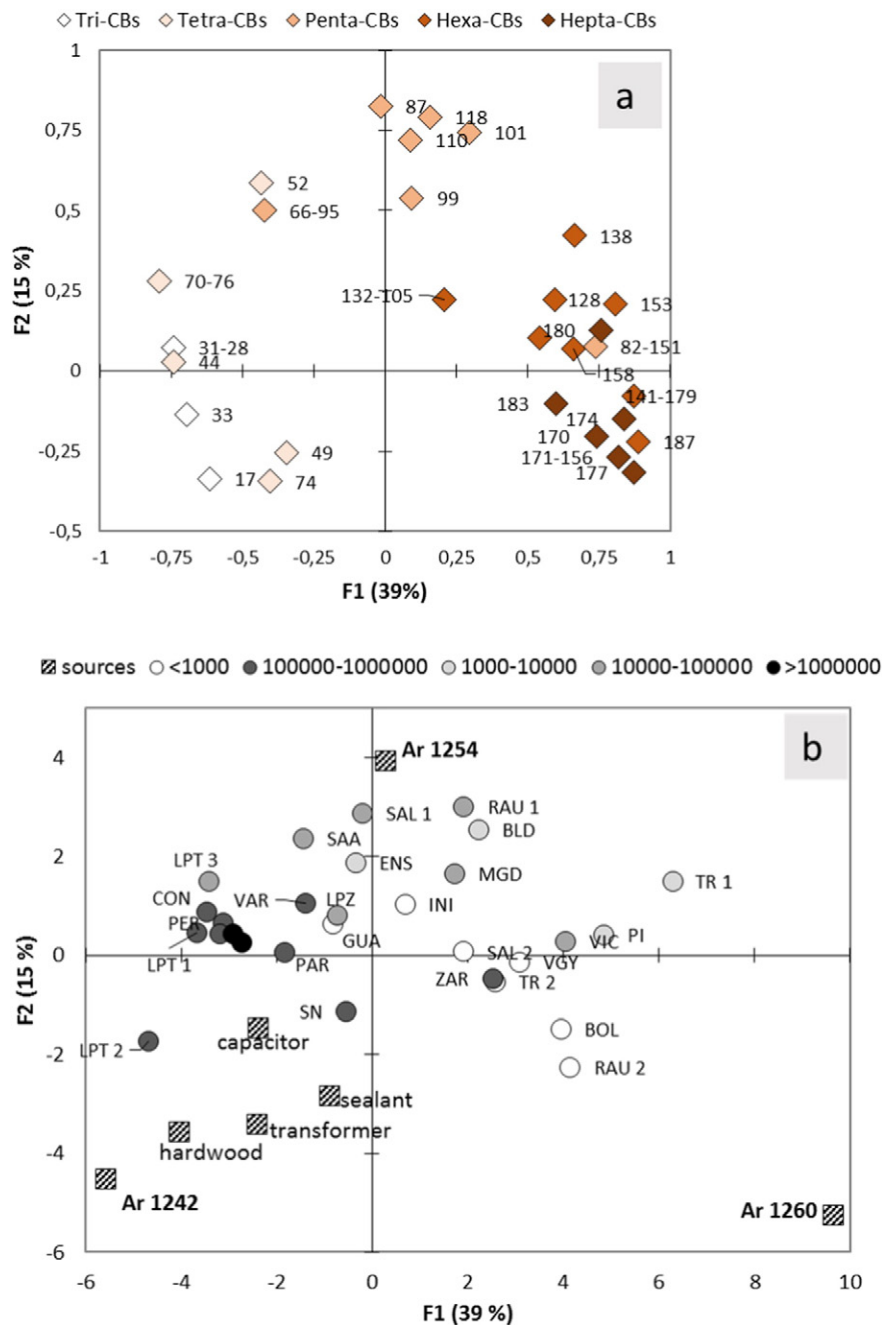 Tri-CBs Tetra-CBs Penta-CBs Hexa-CBs Hepta-CBs
a
1
0,75
0,5
0,25
0
-0,25
-0,5
87
118
110
101
52
66-95
99
138
70-76
132-105
128
153
31-28
180
82-151
44
158
33
183
141-179
174
49
170
187
17
74
171-156
177
-1 -0,75 -0,5 -0,25 0 0,25 0,5 0,75 1
F2 (15 %)
F1 (39%)
sources <1000 100000-1000000 1000-10000 10000-100000 >1000000
b
4
2
0
-2
-4
-6
Ar 1254
SAL 1
RAU 1
SAA
BLD
ENS
LPT 3
MGD
TR 1
CON
VAR
LPZ
INI
PER
GUA
VIC
PI
LPT 1
PAR
SAL 2
VGY
ZAR
TR 2
SN
BOL
LPT 2
capacitor
RAU 2
sealant
transformer
hardwood
Ar 1242
Ar 1260
-6 -4 -2 0 2 4 6 8 10
F2 (15 %)
F1 (39 %)